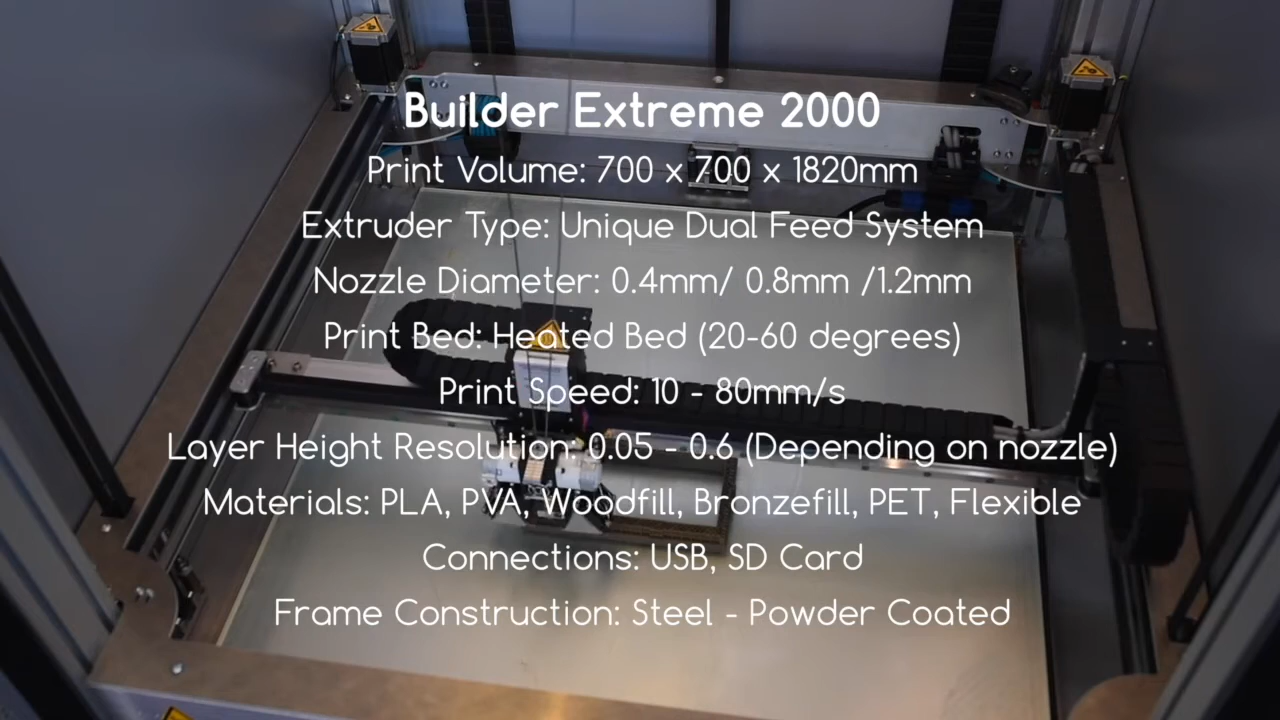 Builder Extreme 2000
Print Volume: 700 x 700 x 1820mm
Extruder Type: Unique Dual Feed System
Nozzle Diameter: 0.4mm/ 0.8mm /1.2mm
Print Bed: Heated Bed (20-60 degrees)
Print Speed: 10 - 80mm/s
Layer Height Resolution: 0.05 - 0.6 (Depending on nozzle)
Materials: PLA, PVA, Woodfill, Bronzefill, PET, Flexible
Connections: USB, SD Card
Frame Construction: Steel - Powder Coated